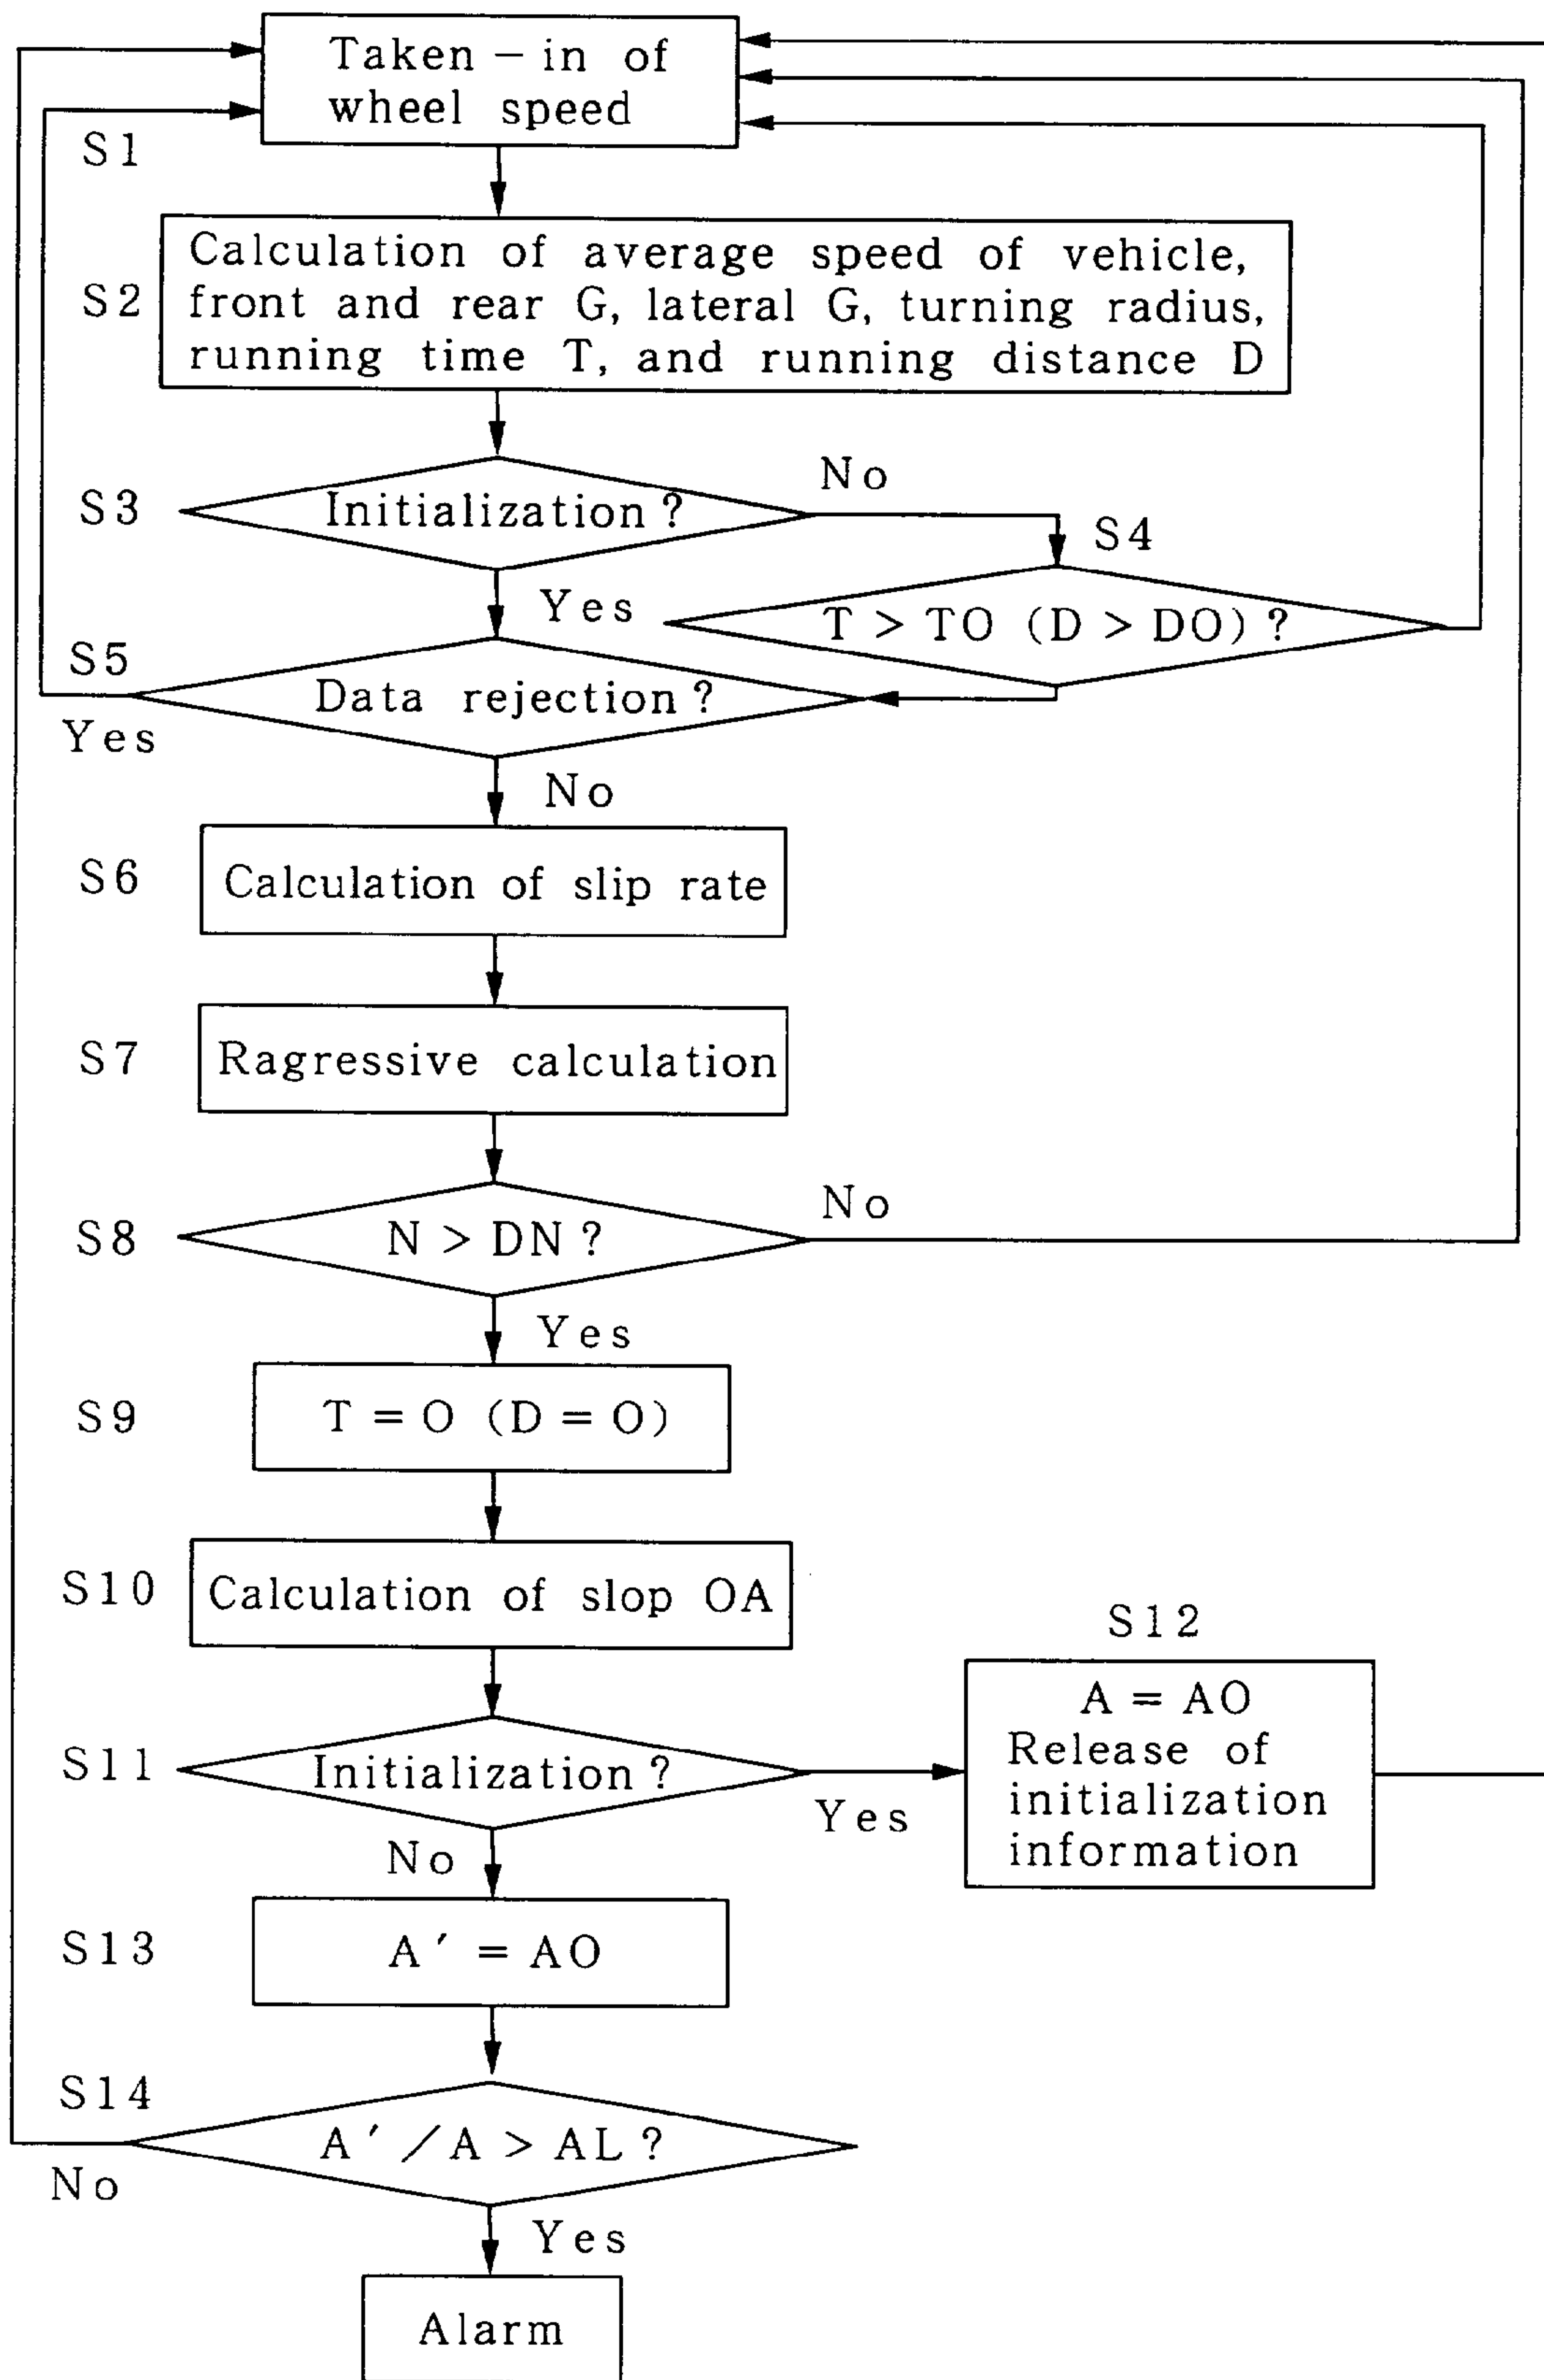 Taken-in of
wheel speed
S1
Calculation of average speed of vehicle,
S2
front and rear G, lateral G, turning radius,
running time T, and running distance D
No
S3
Initialization?
S4
Yes
T > TO (D > DO)?
S5
Data rejection?
Yes
No
S6
Calculation of slip rate
S7
Ragressive calculation
No
S8
N > DN?
Yes
S9
T = O (D = O)
S10
Calculation of slop OA
S12
A = AO
Release of
initialization
information
S11
Initialization?
Yes
No
S13
A′ = AO
S14
A′/A > AL?
No
Yes
Alarm